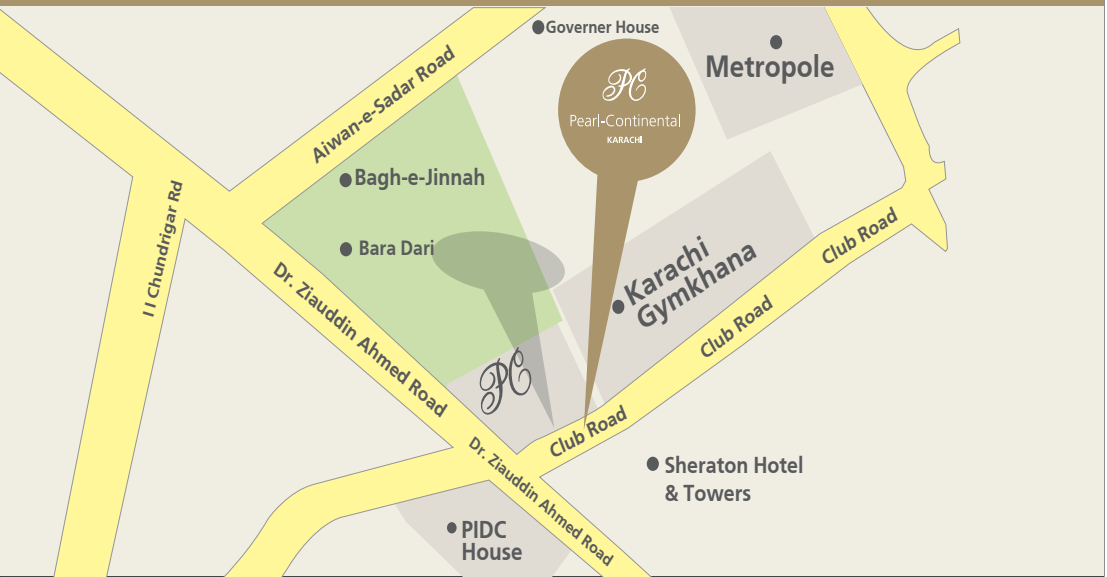 Governer House
Metropole
Aiwan-e-Sadar Road
PC
Pearl-Continental
KARACHI
Bagh-e-Jinnah
I I Chundrigar Rd
Bara Dari
Karachi
Gymkhana
Club Road
Club Road
Dr. Ziauddin Ahmed Road
PC
Club Road
Dr. Ziauddin Ahmed Road
Sheraton Hotel
& Towers
PIDC
House